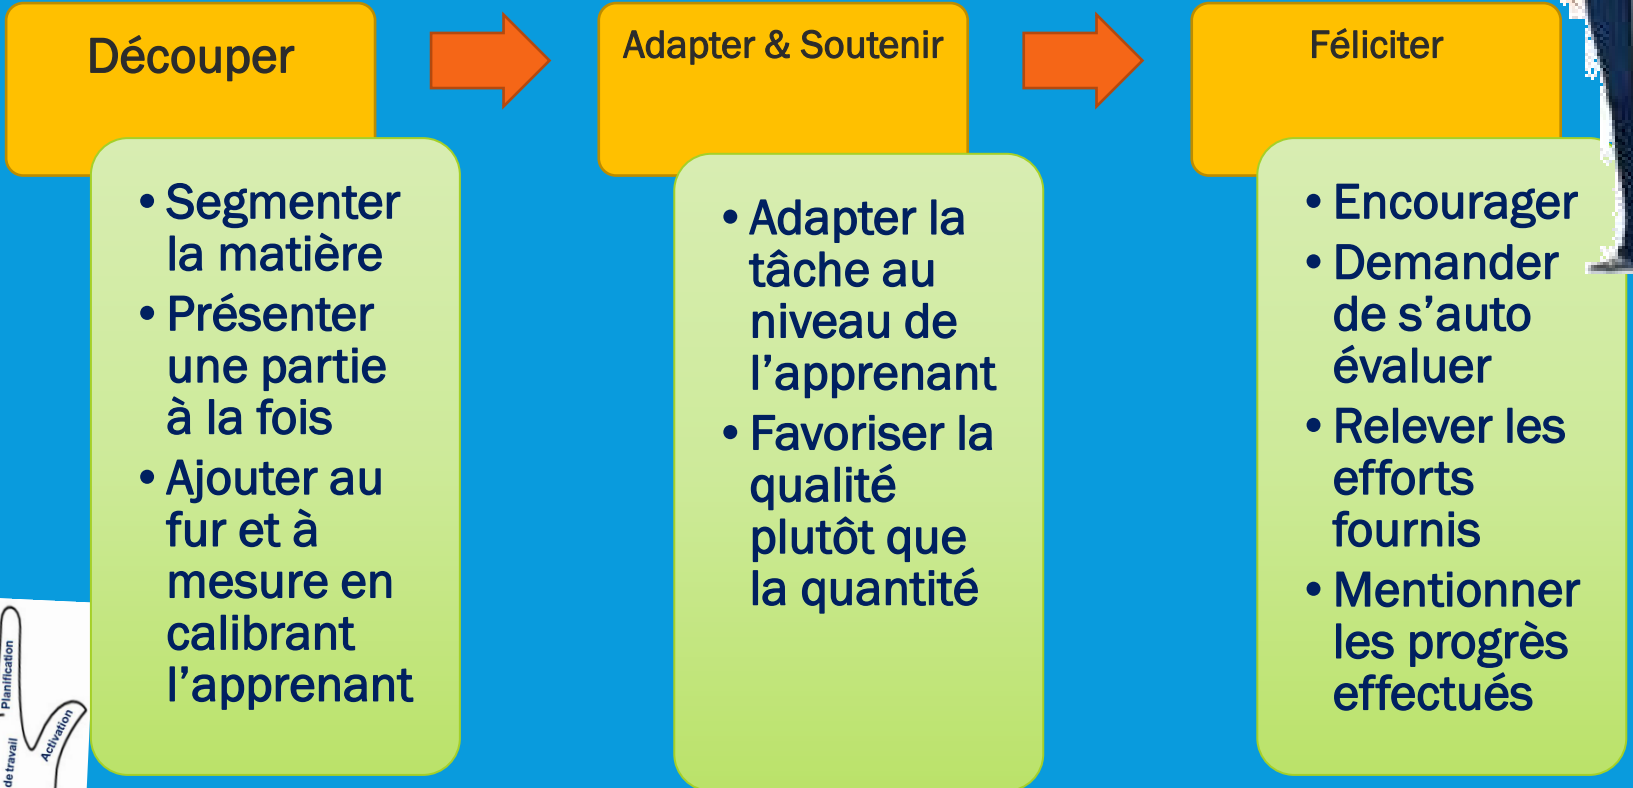 Découper
• Segmenter
la matière
• Présenter
une partie
à la fois
• Ajouter au
fur et à
mesure en
calibrant
l’apprenant
Adapter & Soutenir
• Adapter la
tâche au
niveau de
l’apprenant
• Favoriser la
qualité
plutôt que
la quantité
Féliciter
• Encourager
• Demander
de s’auto
évaluer
• Relever les
efforts
fournis
• Mentionner
les progrès
effectués
Planification
Activation
de travail